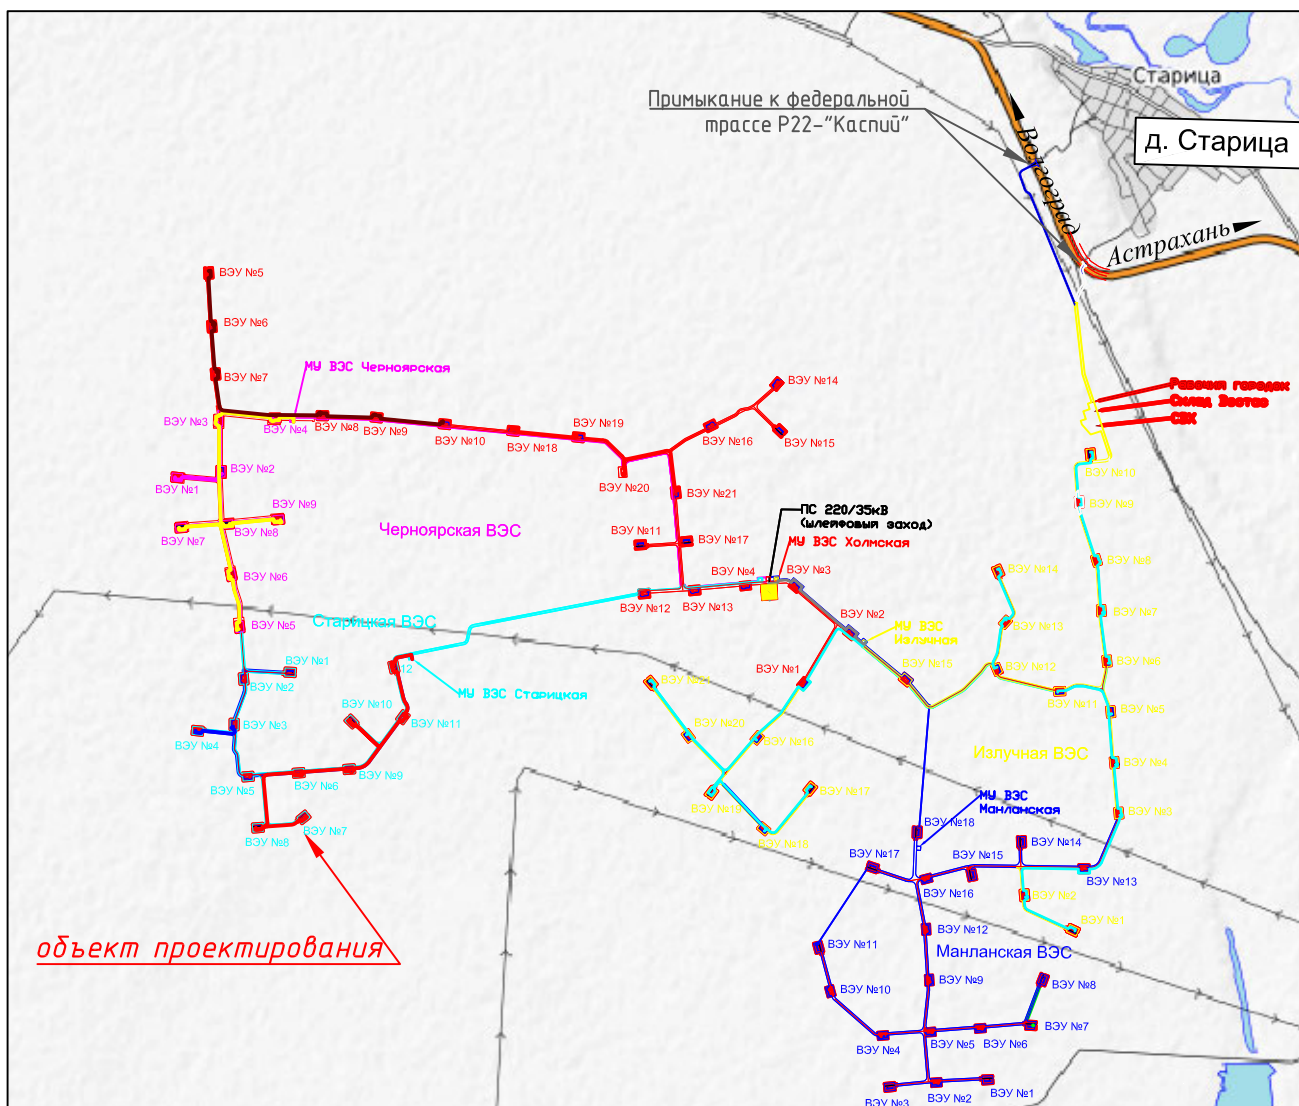 Старица
Примыкание к федеральной
трассе Р22-"Каспий"
д. Старица
Волгоград
Астрахань
ВЭУ №5
ВЭУ №6
ВЭУ №7
МУ ВЭС Черноярская
ВЭУ №3
ВЭУ №4
ВЭУ №8
ВЭУ №9
ВЭУ №10
ВЭУ №18
ВЭУ №19
ВЭУ №14
ВЭУ №16
ВЭУ №15
ВЭУ №20
ВЭУ №21
Рабочий городок
Склад Вестас
СВХ
ВЭУ №10
ВЭУ №9
ВЭУ №2
ВЭУ №1
ВЭУ №9
ВЭУ №7
ВЭУ №8
Черноярская ВЭС
ВЭУ №11
ВЭУ №17
ПС 220/35кВ
(шлейфовый заход)
МУ ВЭС Холмская
ВЭУ №6
ВЭУ №4
ВЭУ №3
ВЭУ №12
ВЭУ №13
ВЭУ №8
ВЭУ №14
ВЭУ №7
ВЭУ №13
ВЭУ №5
Старицкая ВЭС
ВЭУ №2
МУ ВЭС
Излучная
ВЭУ №1
ВЭУ №2
12
МУ ВЭС Старицкая
ВЭУ №1
ВЭУ №15
ВЭУ №12
ВЭУ №6
ВЭУ №11
ВЭУ №5
ВЭУ №10
ВЭУ №11
ВЭУ №3
ВЭУ №4
ВЭУ №20
ВЭУ №16
Излучная ВЭС
ВЭУ №4
ВЭУ №9
ВЭУ №6
ВЭУ №5
ВЭУ №19
ВЭУ №17
ВЭУ №18
МУ ВЭС
Манланская
ВЭУ №3
ВЭУ №7
ВЭУ №8
объект проектирования
ВЭУ №18
ВЭУ №17
ВЭУ №15
ВЭУ №14
ВЭУ №16
ВЭУ №13
ВЭУ №2
ВЭУ №1
ВЭУ №12
ВЭУ №11
Манланская ВЭС
ВЭУ №10
ВЭУ №9
ВЭУ №8
ВЭУ №7
ВЭУ №4
ВЭУ №5
ВЭУ №6
ВЭУ №3
ВЭУ №2
ВЭУ №1